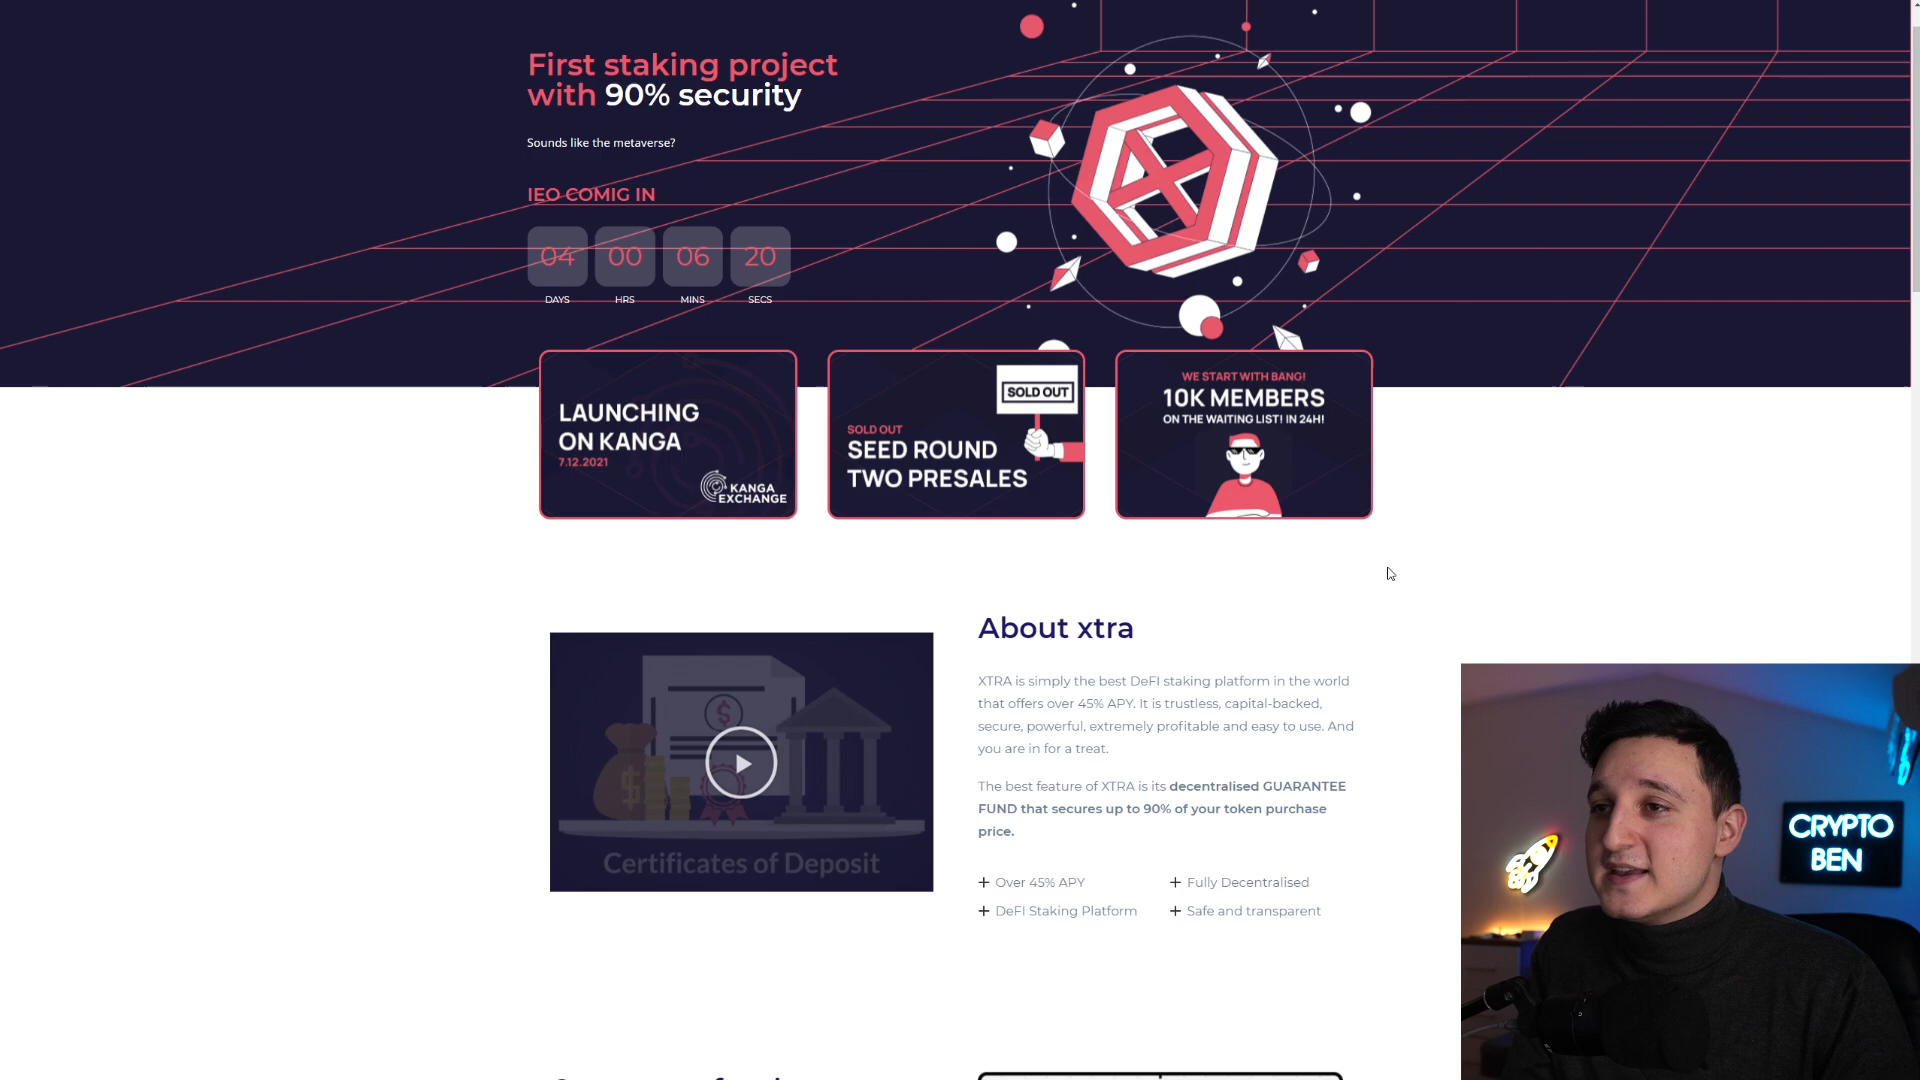 First staking project
with 90% security
Sounds like the metaverse?
IEO COMIG IN
04 00 06 20
DAYS HRS MINS SECS
LAUNCHING
ON KANGA
7.12.2021
KANGA
EXCHANGE
SOLD OUT
SOLD OUT
SEED ROUND
TWO PRESALES
WE START WITH BANG!
10K MEMBERS
ON THE WAITING LIST! IN 24H!
Certificates of Deposit
About xtra
XTRA is simply the best DeFI staking platform in the world
that offers over 45% APY. It is trustless, capital-backed,
secure, powerful, extremely profitable and easy to use. And
you are in for a treat.
The best feature of XTRA is its decentralised GUARANTEE
FUND that secures up to 90% of your token purchase
price.
+ Over 45% APY
+ Fully Decentralised
+ DeFI Staking Platform
+ Safe and transparent
CRYPTO
BEN